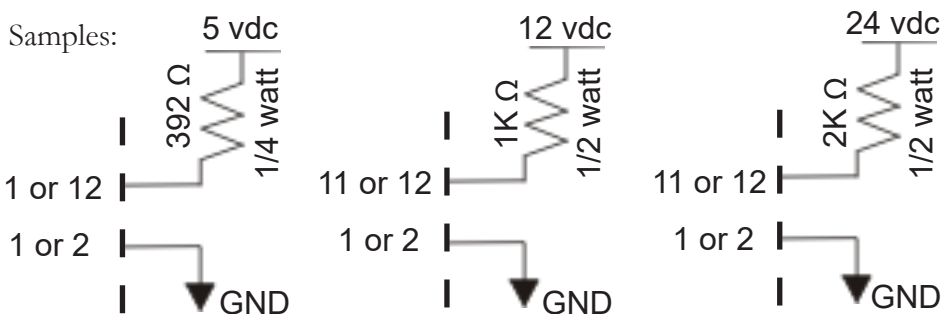 Samples:
5 vdc
392 Ω
1/4 watt
1 or 12
1 or 2
GND
12 vdc
1K Ω
1/2 watt
11 or 12
1 or 2
GND
24 vdc
2K Ω
1/2 watt
11 or 12
1 or 2
GND